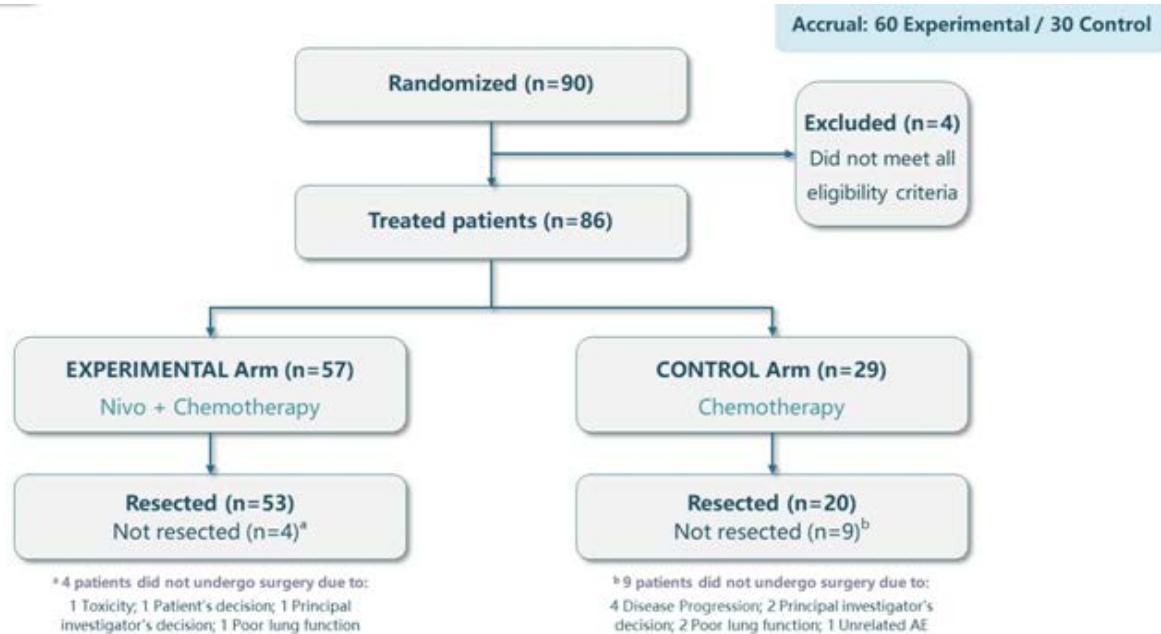 Accrual: 60 Experimental / 30 Control
Randomized (n=90)
Excluded (n=4)
Did not meet all
eligibility criteria
Treated patients (n=86)
EXPERIMENTAL Arm (n=57)
Nivo + Chemotherapy
CONTROL Arm (n=29)
Chemotherapy
Resected (n=53)
Not resected (n=4)ᵃ
Resected (n=20)
Not resected (n=9)ᵇ
ᵃ 4 patients did not undergo surgery due to:
1 Toxicity; 1 Patient's decision; 1 Principal
investigator's decision; 1 Poor lung function
ᵇ 9 patients did not undergo surgery due to:
4 Disease Progression; 2 Principal investigator's
decision; 2 Poor lung function; 1 Unrelated AE